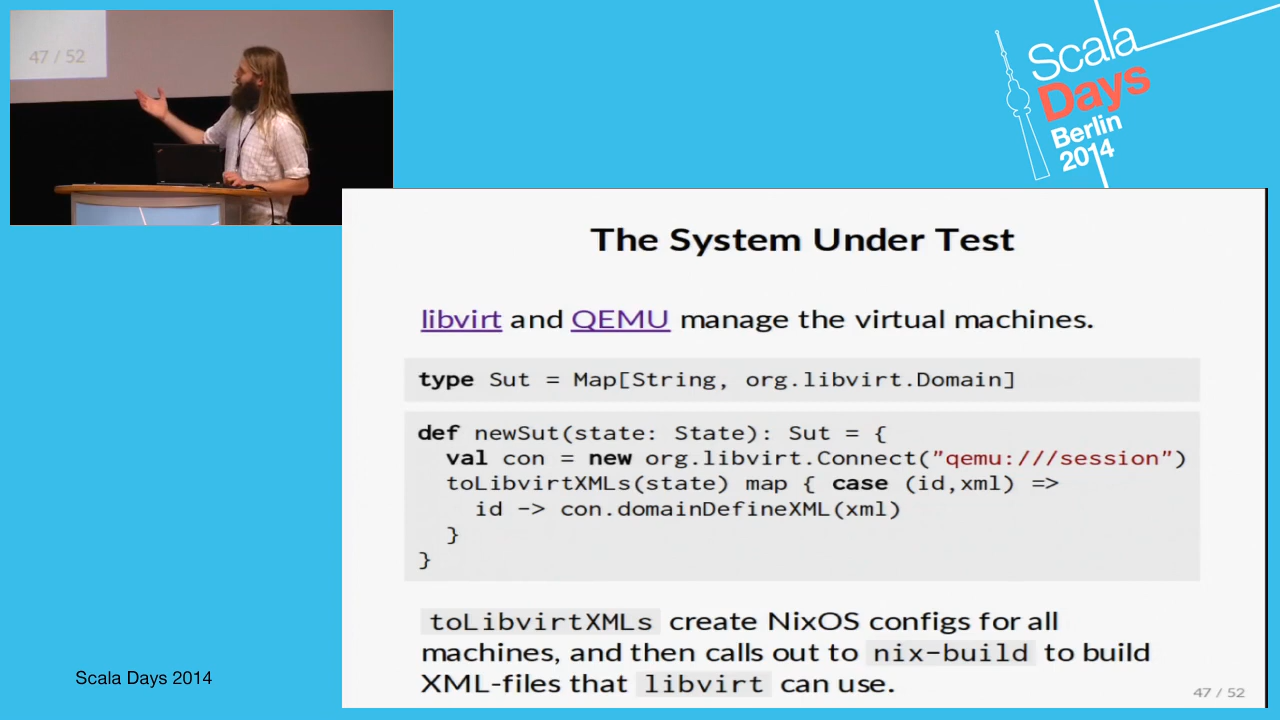 47 / 52
Scala
Days
Berlin
2014
The System Under Test
libvirt and QEMU manage the virtual machines.
type Sut = Map[String, org.libvirt.Domain]
def newSut(state: State): Sut = {
val con = new org.libvirt.Connect("qemu:///session")
toLibvirtXMLs(state) map { case (id,xml) =>
id -> con.domainDefineXML(xml)
}
}
toLibvirtXMLs create NixOS configs for all
machines, and then calls out to nix-build to build
XML-files that libvirt can use.
47 / 52
Scala Days 2014